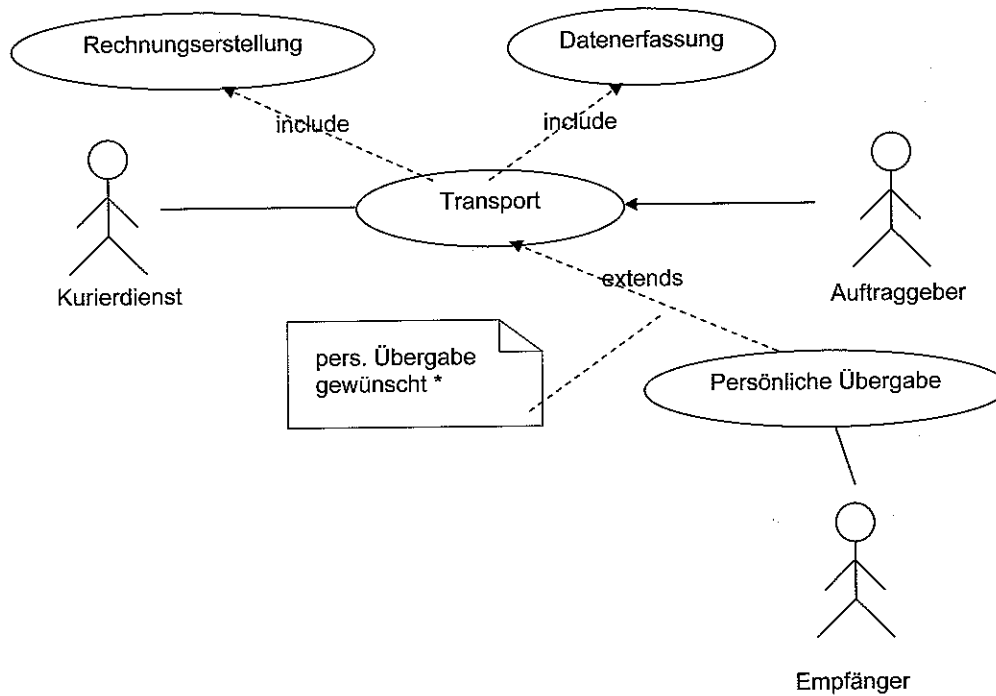 Rechnungserstellung
Datenerfassung
include
include
Transport
Kurierdienst
extends
Auftraggeber
pers. Übergabe
gewünscht *
Persönliche Übergabe
Empfänger